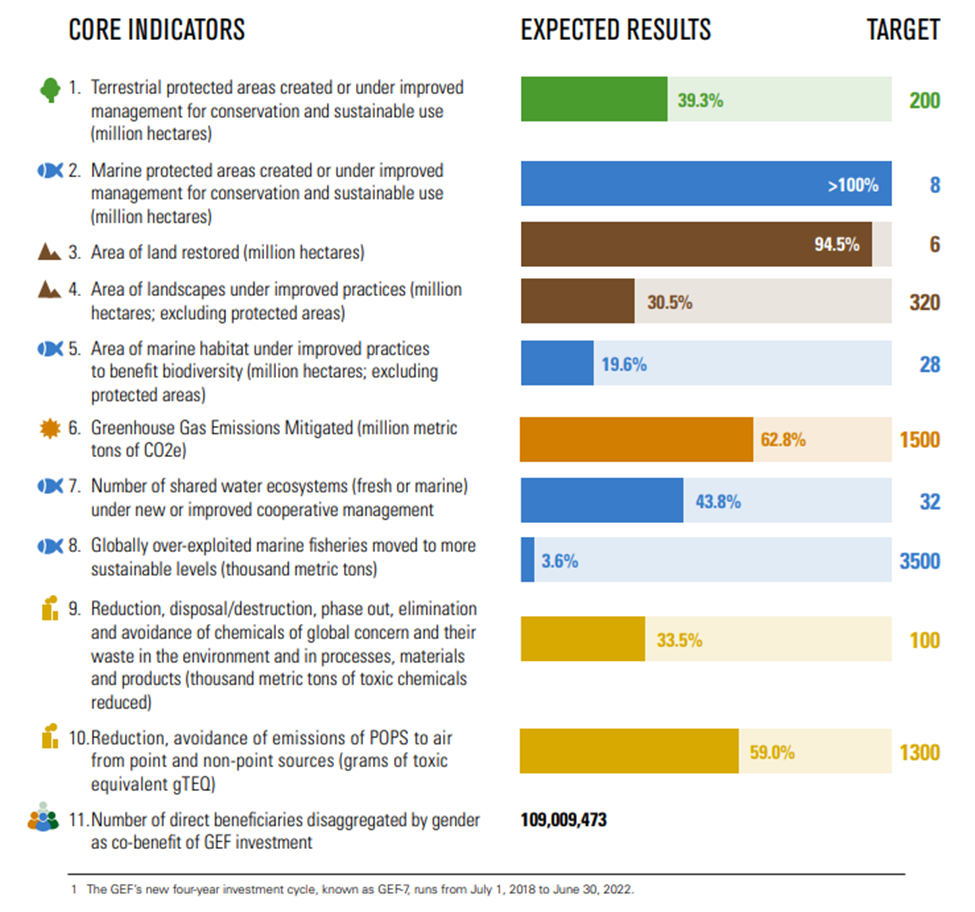 CORE INDICATORS EXPECTED RESULTS TARGET
1. Terrestrial protected areas created or under improved
management for conservation and sustainable use
(million hectares)
39.3% 200
2. Marine protected areas created or under improved
management for conservation and sustainable use
(million hectares)
>100% 8
3. Area of land restored (million hectares)
94.5% 6
4. Area of landscapes under improved practices (million
hectares; excluding protected areas)
30.5% 320
5. Area of marine habitat under improved practices
to benefit biodiversity (million hectares; excluding
protected areas)
19.6% 28
6. Greenhouse Gas Emissions Mitigated (million metric
tons of CO2e)
62.8% 1500
7. Number of shared water ecosystems (fresh or marine)
under new or improved cooperative management
43.8% 32
8. Globally over-exploited marine fisheries moved to more
sustainable levels (thousand metric tons)
3.6% 3500
9. Reduction, disposal/destruction, phase out, elimination
and avoidance of chemicals of global concern and their
waste in the environment and in processes, materials
and products (thousand metric tons of toxic chemicals
reduced)
33.5% 100
10. Reduction, avoidance of emissions of POPS to air
from point and non-point sources (grams of toxic
equivalent gTEQ)
59.0% 1300
11. Number of direct beneficiaries disaggregated by gender
as co-benefit of GEF investment
109,009,473
1 The GEF's new four-year investment cycle, known as GEF-7, runs from July 1, 2018 to June 30, 2022.